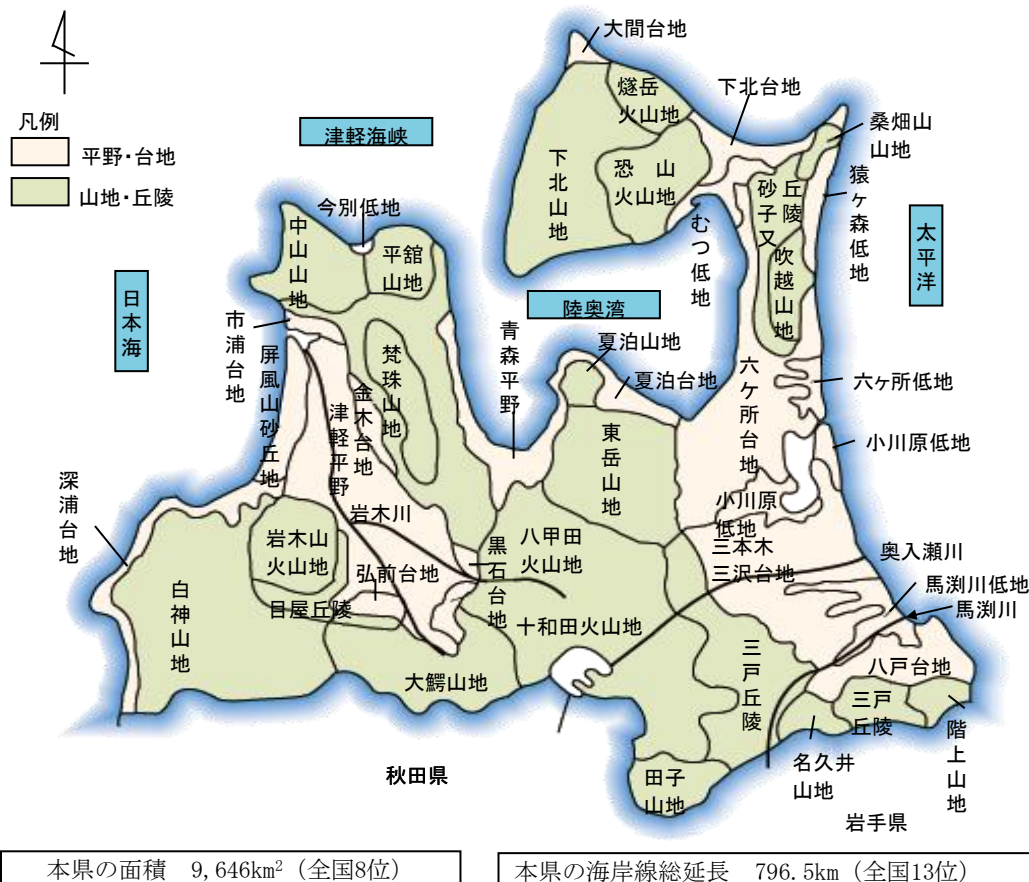 大間台地
燧岳
火山地
下北台地
桑畑山
山地
凡例
平野・台地
山地・丘陵
津軽海峡
下北山地
恐山
火山地
砂子又
丘陵
猿ヶ森低地
むつ低地
吹越山地
太平洋
今別低地
中山山地
平舘
山地
日本海
陸奥湾
市浦台地
屏風山砂丘地
梵珠山地
金木台地
津軽平野
青森平野
夏泊山地
夏泊台地
六ケ所台地
六ヶ所低地
小川原低地
東岳山地
深浦台地
小川原
低地
岩木川
岩木山
火山地
弘前台地
黒石台地
八甲田
火山地
三本木
三沢台地
奥入瀬川
馬渕川低地
馬渕川
白神山地
目屋丘陵
十和田火山地
大鰐山地
三戸丘陵
八戸台地
三戸
丘陵
階上山地
名久井
山地
田子
山地
秋田県
岩手県
本県の面積 9,646km²（全国8位）
本県の海岸線総延長 796.5km（全国13位）